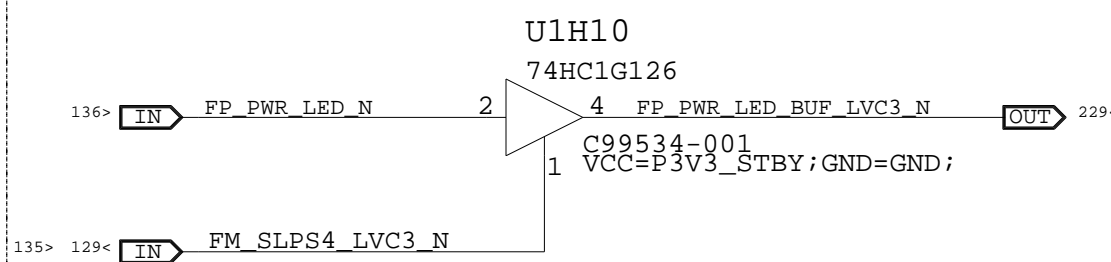 U1H10
74HC1G126
136> IN FP_PWR_LED_N 2 4 FP_PWR_LED_BUF_LVC3_N OUT 229<
C99534-001
1 VCC=P3V3_STBY;GND=GND;
135> 129< IN FM_SLPS4_LVC3_N